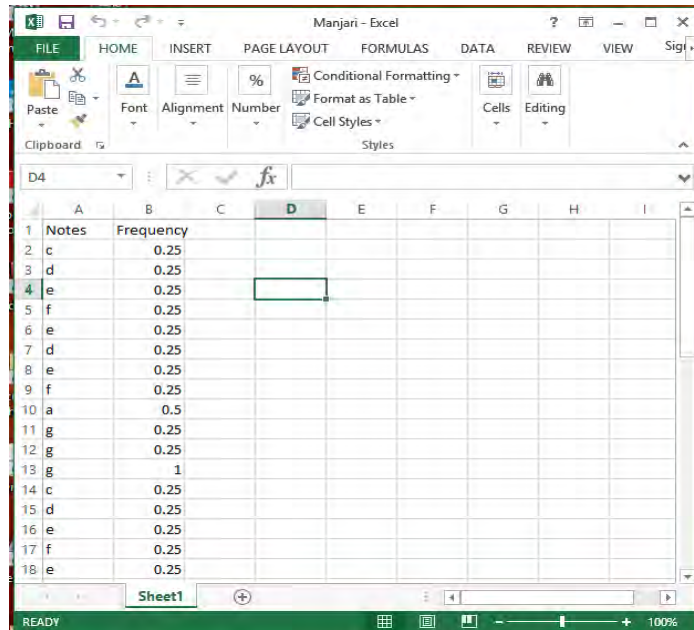 Manjari - Excel
FILE HOME INSERT PAGE LAYOUT FORMULAS DATA REVIEW VIEW Sig
Paste Font Alignment Number Conditional Formatting Format as Table Cell Styles Cells Editing
Clipboard Styles
D4 fx
A B C D E F G H I
1 Notes Frequency
2 c 0.25
3 d 0.25
4 e 0.25
5 f 0.25
6 e 0.25
7 d 0.25
8 e 0.25
9 f 0.25
10 a 0.5
11 g 0.25
12 g 0.25
13 g 1
14 c 0.25
15 d 0.25
16 e 0.25
17 f 0.25
18 e 0.25
Sheet1
READY 100%